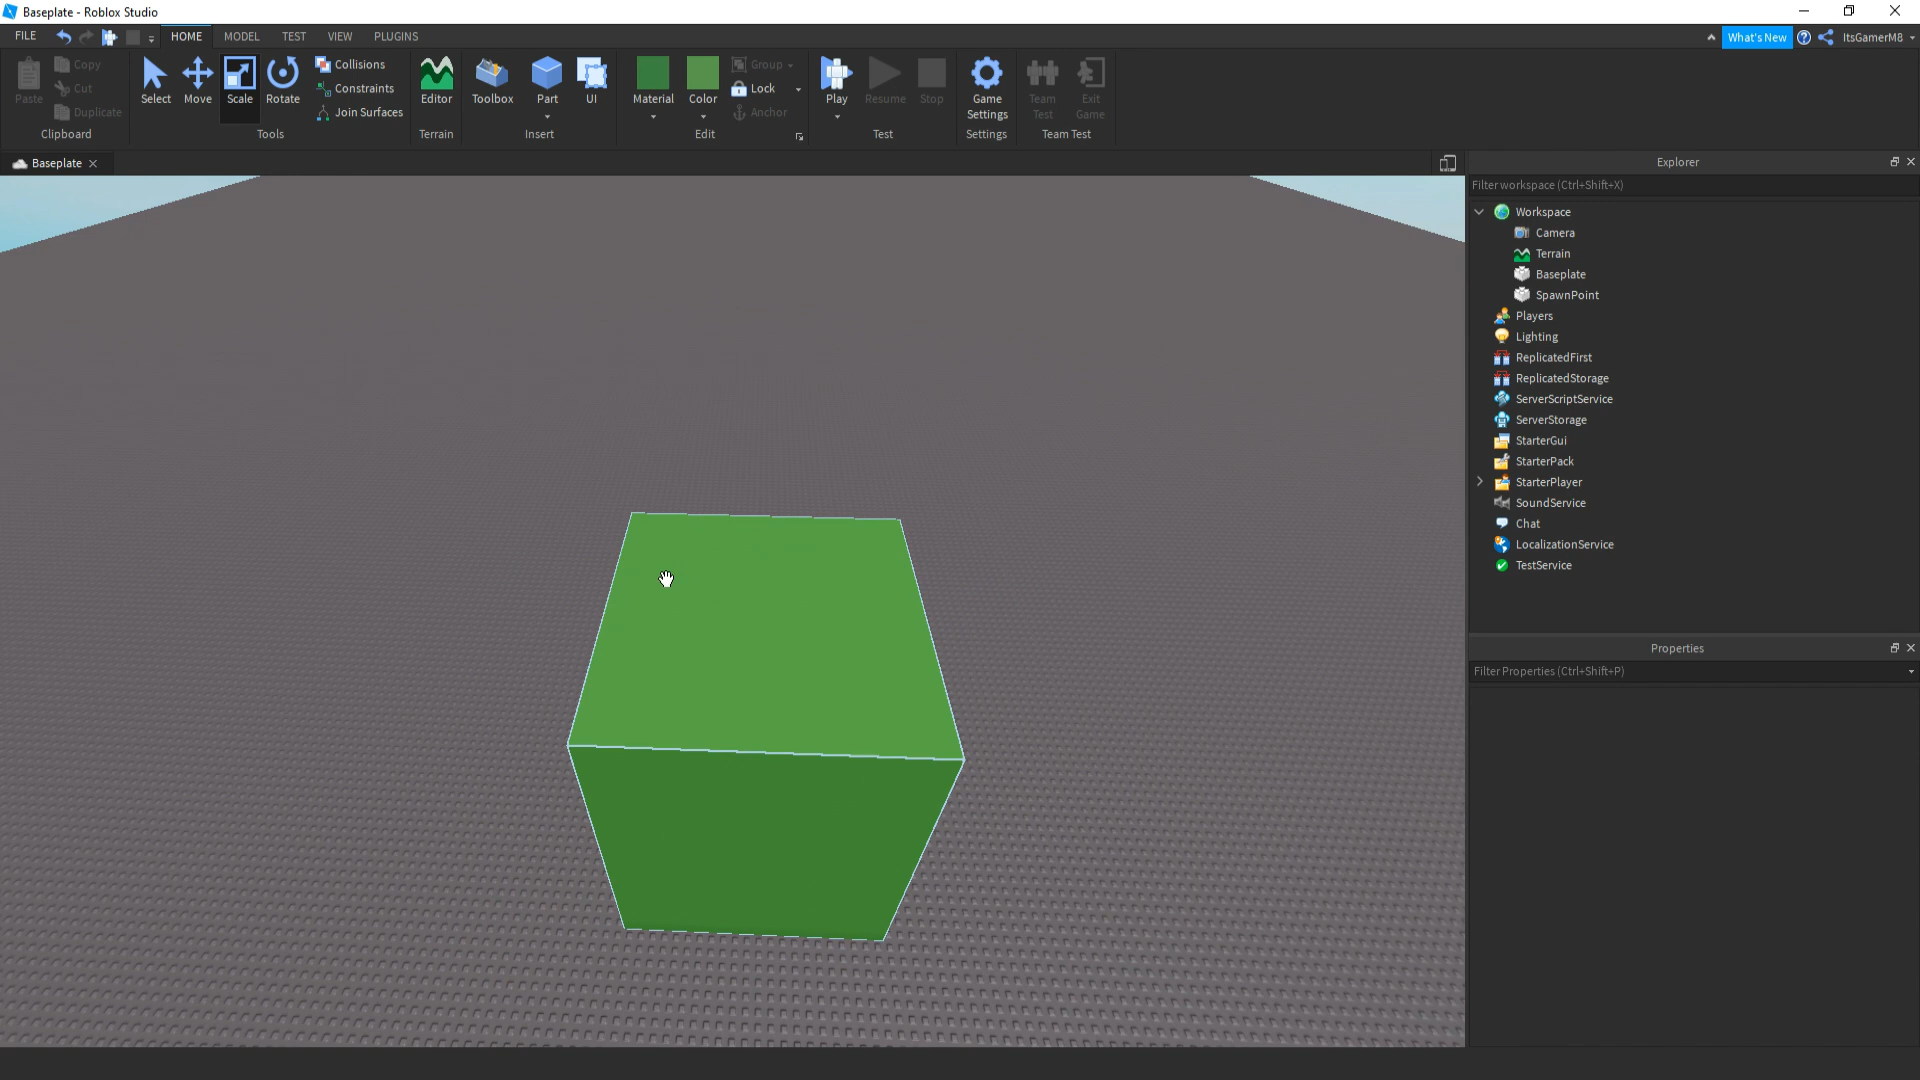 Baseplate - Roblox Studio
FILE HOME MODEL TEST VIEW PLUGINS What's New ItsGamerM8
Paste Copy Cut Duplicate
Clipboard
Select Move Scale Rotate Collisions Constraints Join Surfaces
Tools
Editor
Terrain
Toolbox Part UI
Insert
Material Color Group Lock Anchor
Edit
Play Resume Stop
Test
Game Settings
Settings
Team Test Exit Game
Team Test
Baseplate
Explorer
Filter workspace (Ctrl+Shift+X)
Workspace
Camera
Terrain
Baseplate
SpawnPoint
Players
Lighting
ReplicatedFirst
ReplicatedStorage
ServerScriptService
ServerStorage
StarterGui
StarterPack
StarterPlayer
SoundService
Chat
LocalizationService
TestService
Properties
Filter Properties (Ctrl+Shift+P)